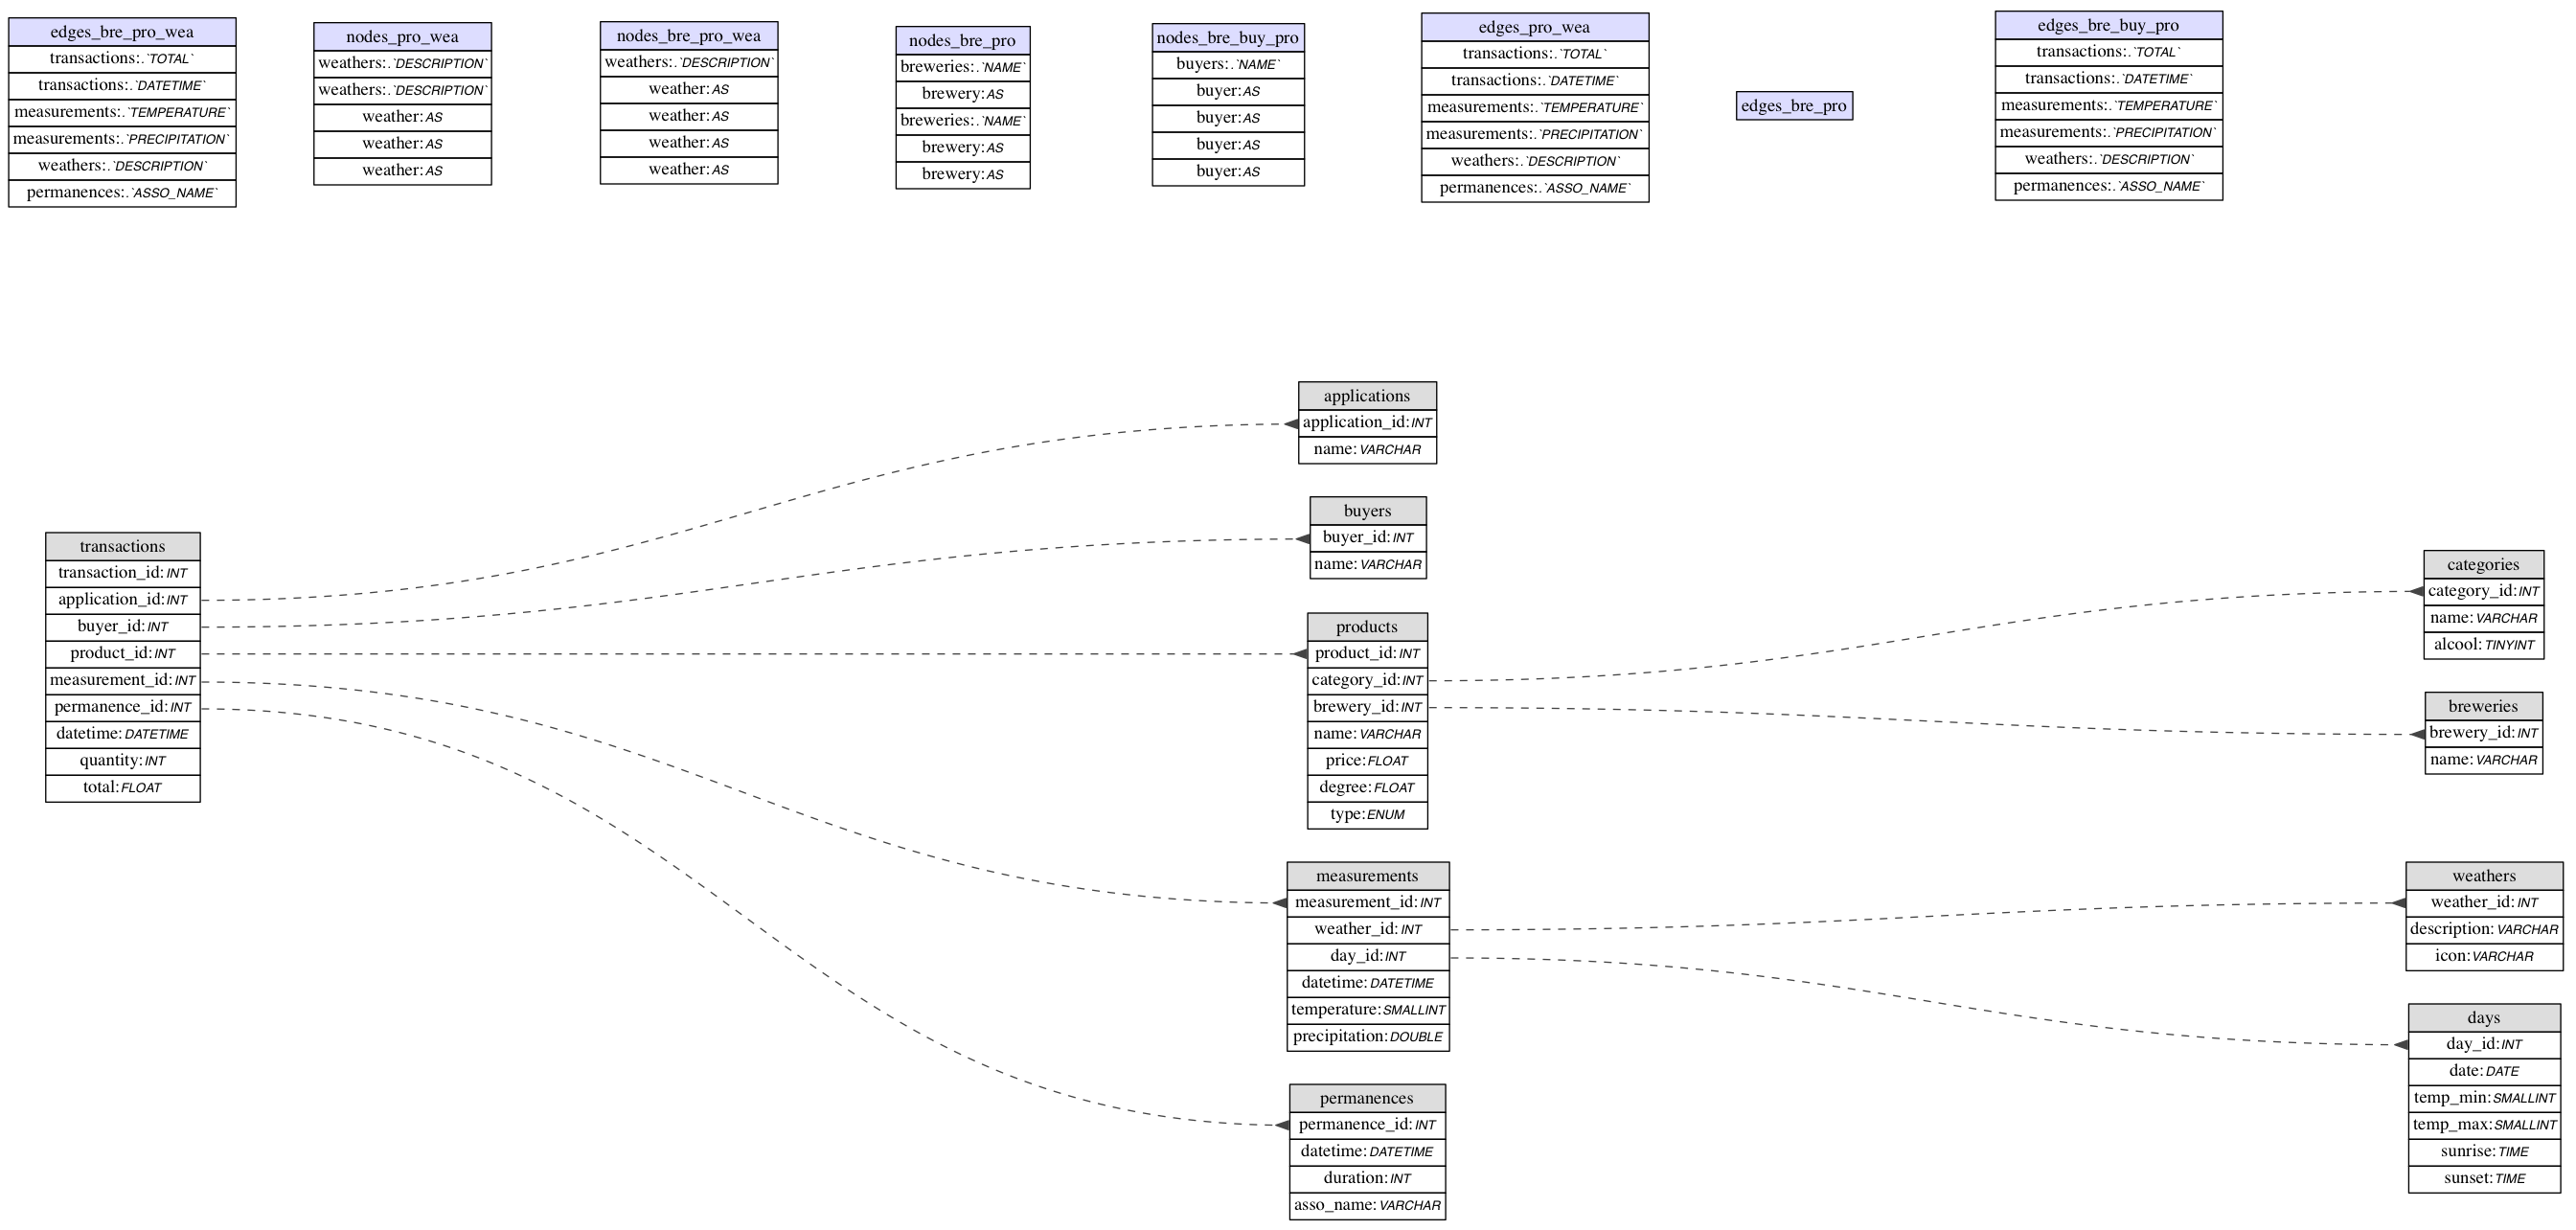 edges_bre_pro_wea
transactions:.`TOTAL`
transactions:.`DATETIME`
measurements:.`TEMPERATURE`
measurements:.`PRECIPITATION`
weathers:.`DESCRIPTION`
permanences:.`ASSO_NAME`
nodes_pro_wea
weathers:.`DESCRIPTION`
weathers:.`DESCRIPTION`
weather:AS
weather:AS
weather:AS
nodes_bre_pro_wea
weathers:.`DESCRIPTION`
weather:AS
weather:AS
weather:AS
weather:AS
nodes_bre_pro
breweries:.`NAME`
brewery:AS
breweries:.`NAME`
brewery:AS
brewery:AS
nodes_bre_buy_pro
buyers:.`NAME`
buyer:AS
buyer:AS
buyer:AS
buyer:AS
edges_pro_wea
transactions:.`TOTAL`
transactions:.`DATETIME`
measurements:.`TEMPERATURE`
measurements:.`PRECIPITATION`
weathers:.`DESCRIPTION`
permanences:.`ASSO_NAME`
edges_bre_pro
edges_bre_buy_pro
transactions:.`TOTAL`
transactions:.`DATETIME`
measurements:.`TEMPERATURE`
measurements:.`PRECIPITATION`
weathers:.`DESCRIPTION`
permanences:.`ASSO_NAME`
transactions
transaction_id:INT
application_id:INT
buyer_id:INT
product_id:INT
measurement_id:INT
permanence_id:INT
datetime:DATETIME
quantity:INT
total:FLOAT
applications
application_id:INT
name:VARCHAR
buyers
buyer_id:INT
name:VARCHAR
products
product_id:INT
category_id:INT
brewery_id:INT
name:VARCHAR
price:FLOAT
degree:FLOAT
type:ENUM
measurements
measurement_id:INT
weather_id:INT
day_id:INT
datetime:DATETIME
temperature:SMALLINT
precipitation:DOUBLE
permanences
permanence_id:INT
datetime:DATETIME
duration:INT
asso_name:VARCHAR
categories
category_id:INT
name:VARCHAR
alcool:TINYINT
breweries
brewery_id:INT
name:VARCHAR
weathers
weather_id:INT
description:VARCHAR
icon:VARCHAR
days
day_id:INT
date:DATE
temp_min:SMALLINT
temp_max:SMALLINT
sunrise:TIME
sunset:TIME